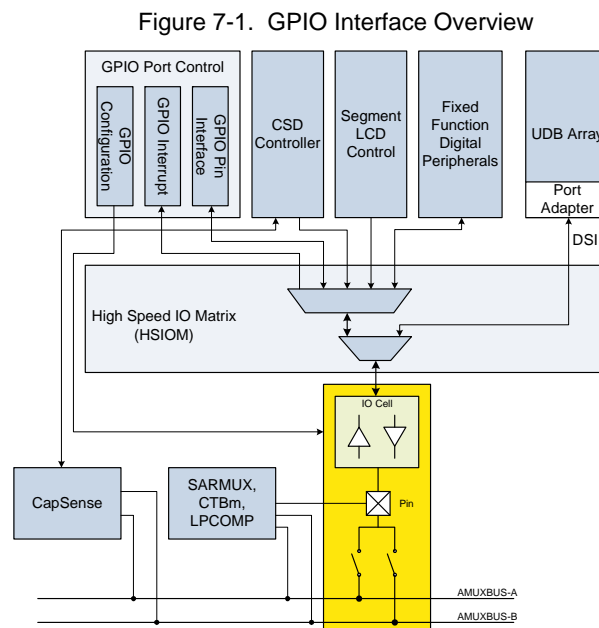 Figure 7-1. GPIO Interface Overview
GPIO Port Control
GPIO
Configuration
GPIO Interrupt
GPIO Pin
Interface
CSD
Controller
Segment
LCD
Control
Fixed
Function
Digital
Peripherals
UDB Array
Port
Adapter
DSI
High Speed IO Matrix
(HSIOM)
IO Cell
CapSense
SARMUX,
CTBm,
LPCOMP
Pin
AMUXBUS-A
AMUXBUS-B